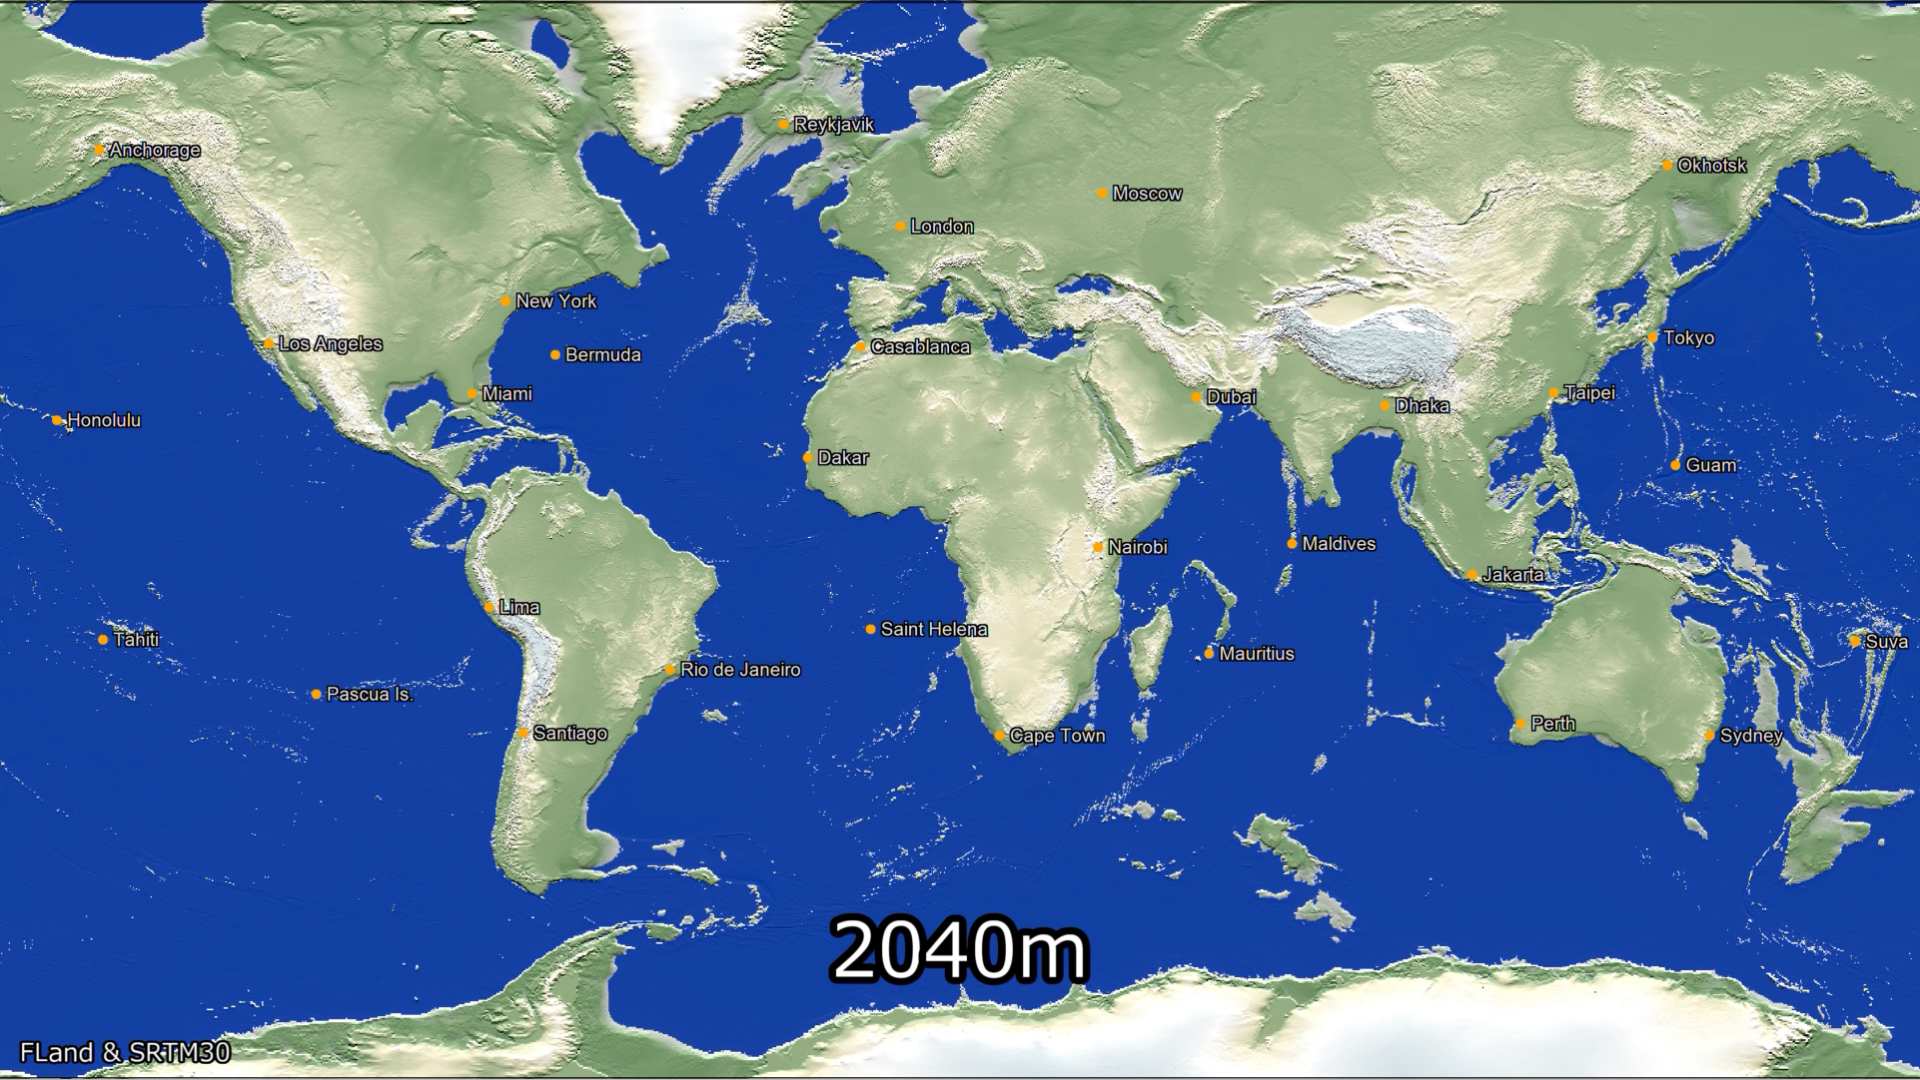 Reykjavik
Anchorage
Okhotsk
Moscow
London
New York
Tokyo
Los Angeles
Casablanca
Bermuda
Miami
Taipei
Dubai
Dhaka
Honolulu
Dakar
Guam
Maldives
Nairobi
Jakarta
Lima
Saint Helena
Tahiti
Suva
Mauritius
Rio de Janeiro
Pascua Is.
Perth
Santiago
Cape Town
Sydney
2040m
FLand & SRTM30